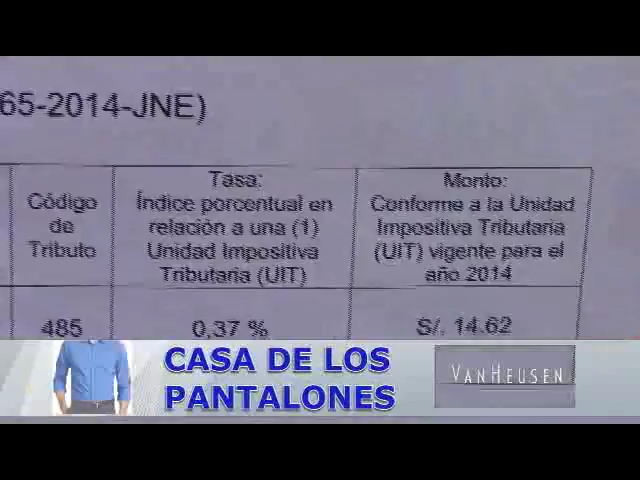 65-2014-JNE)
Código
de
Tributo
Tasa:
Índice porcentual en
relación a una (1)
Unidad Impositiva
Tributaria (UIT)
Monto:
Conforme a la Unidad
Impositiva Tributaria
(UIT) vigente para el
año 2014
485
0,37 %
S/. 14.62
CASA DE LOS
PANTALONES
VANHEUSEN